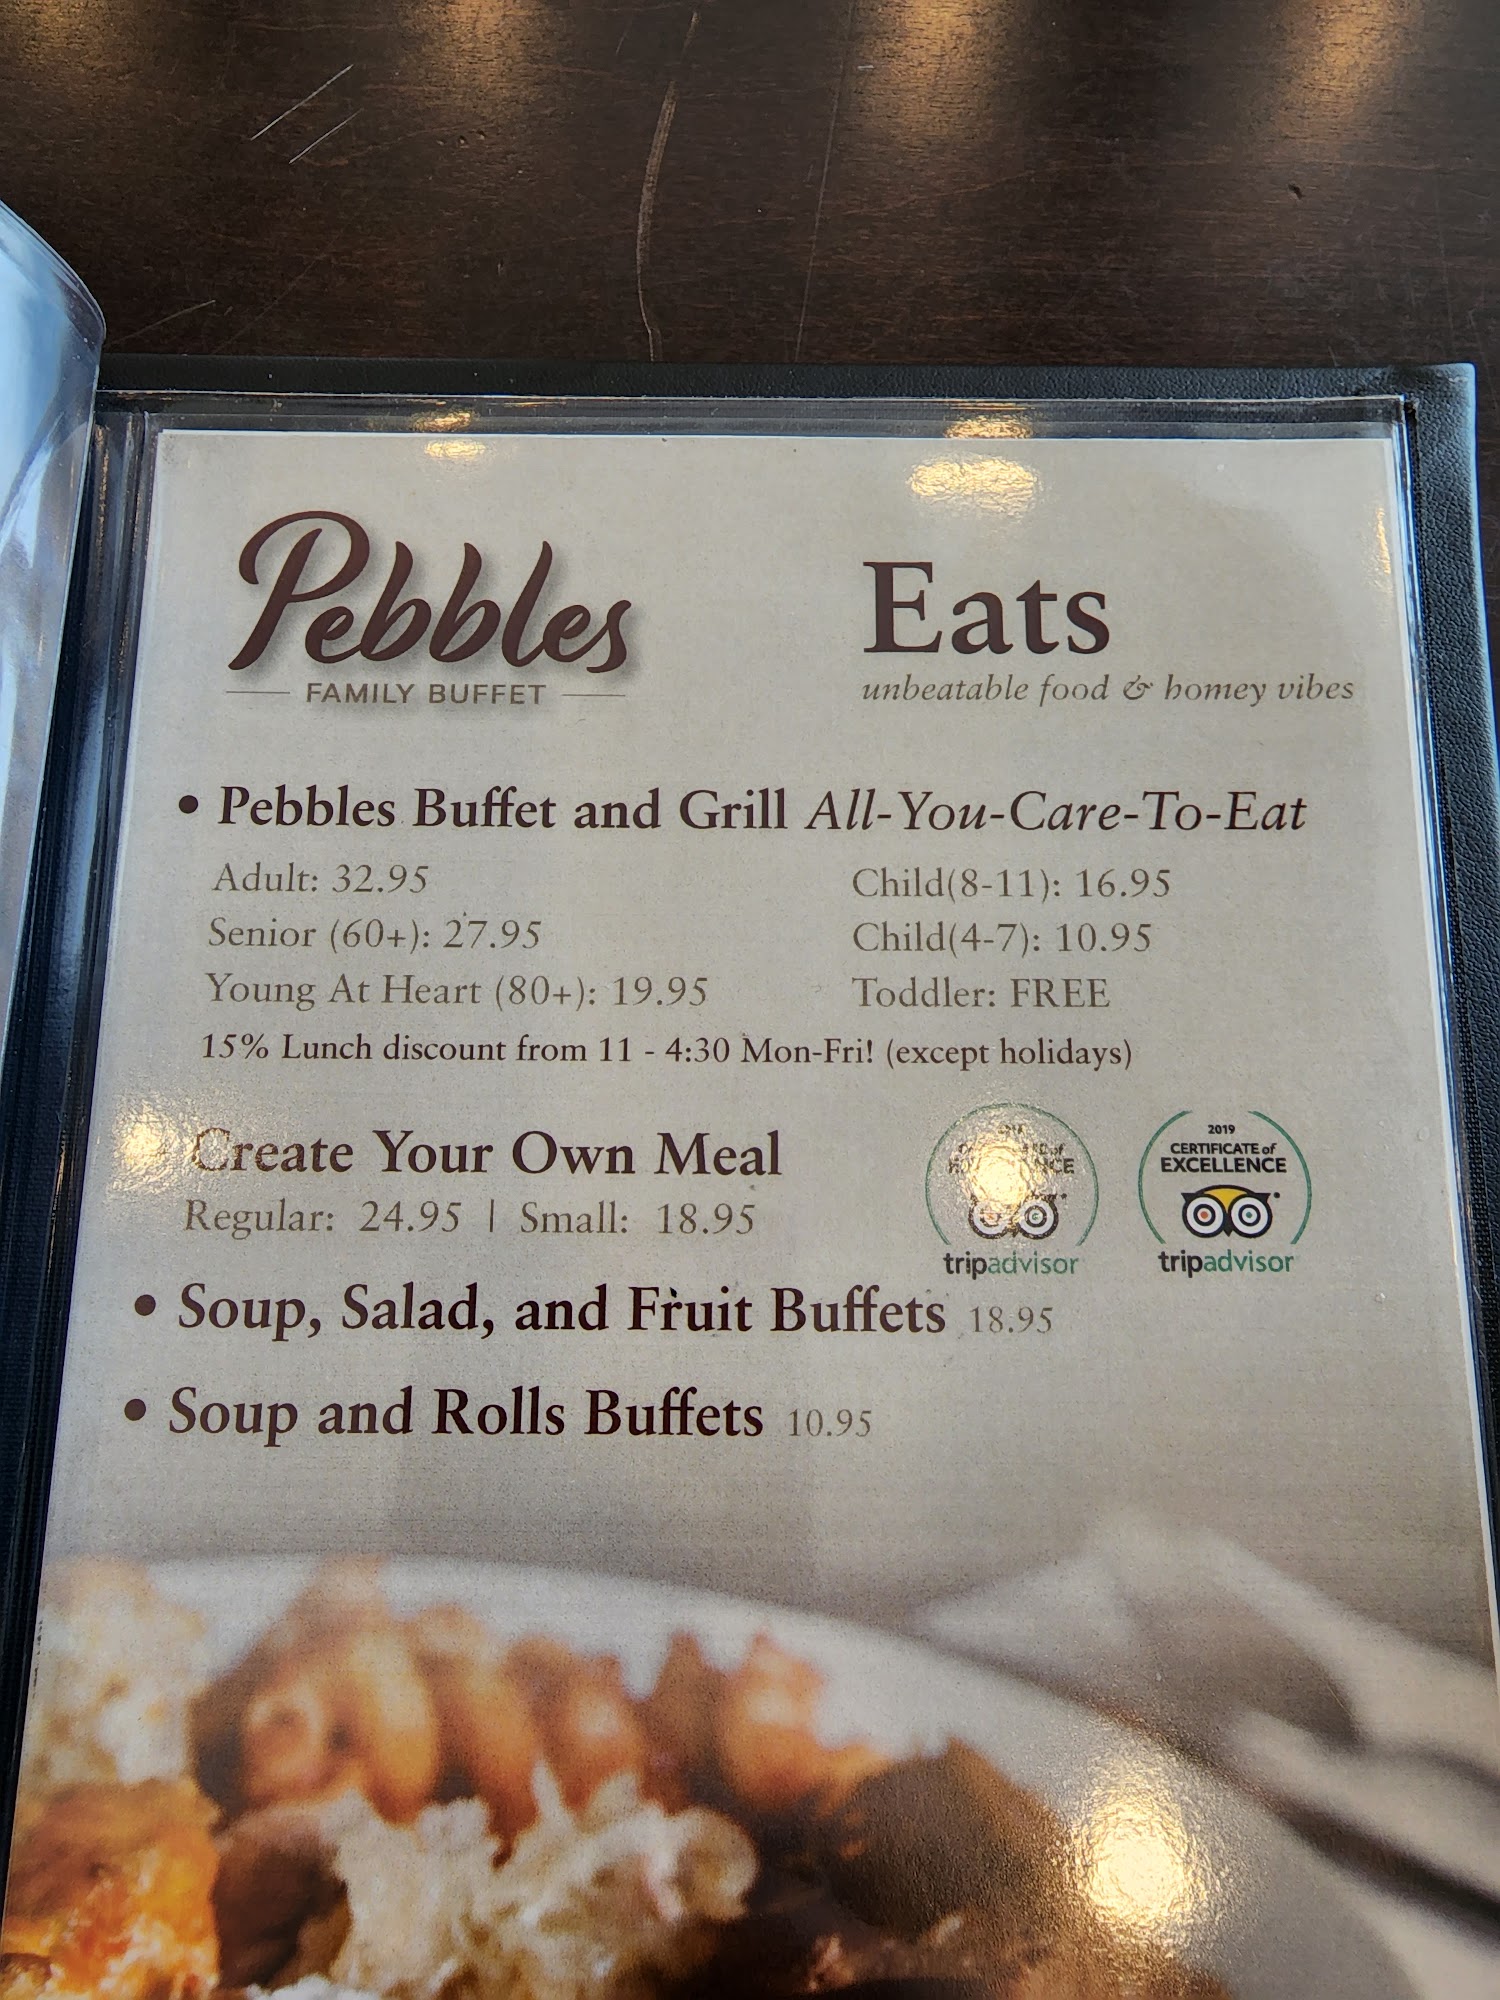 Pebbles
FAMILY BUFFET
Eats
unbeatable food & homey vibes
• Pebbles Buffet and Grill All-You-Care-To-Eat
Adult: 32.95
Child(8-11): 16.95
Senior (60+): 27.95
Child(4-7): 10.95
Young At Heart (80+): 19.95
Toddler: FREE
15% Lunch discount from 11 - 4:30 Mon-Fri! (except holidays)
Create Your Own Meal
Regular: 24.95 | Small: 18.95
tripadvisor
2019
CERTIFICATE of
EXCELLENCE
tripadvisor
• Soup, Salad, and Fruit Buffets 18.95
• Soup and Rolls Buffets 10.95